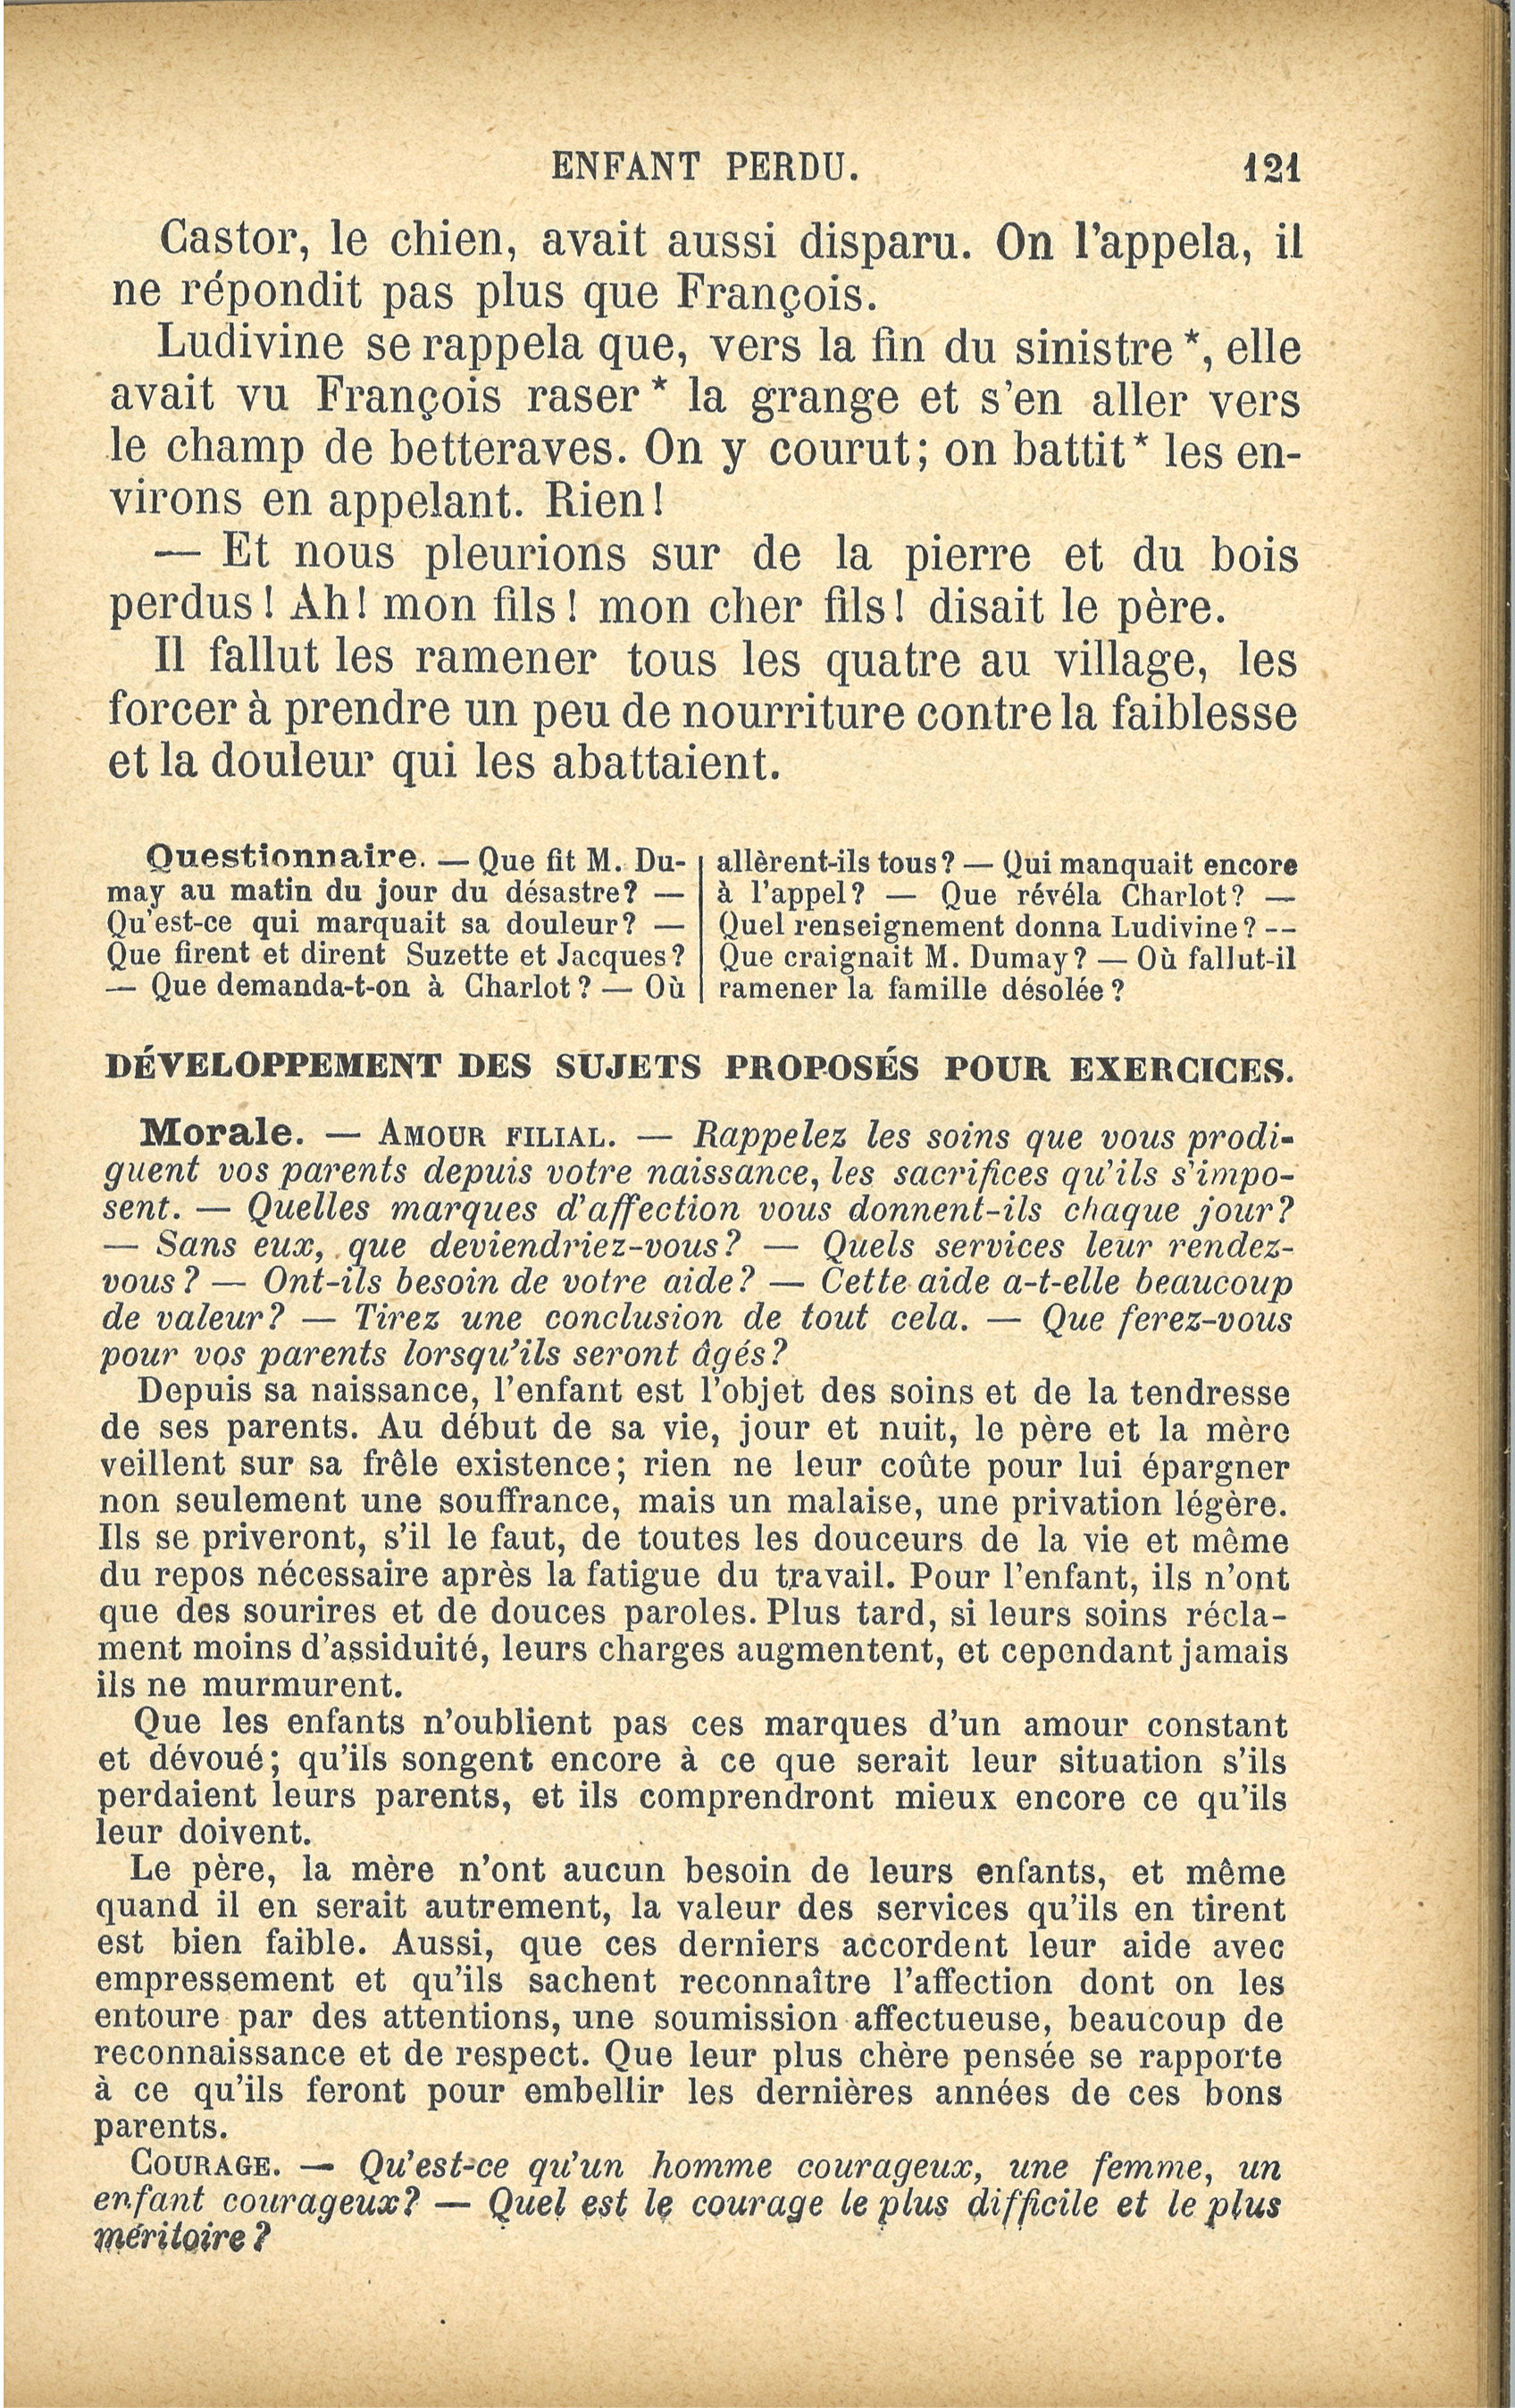 ENFANT PERDU. 121
Castor, le chien, avait aussi disparu. On l'appela, il
ne répondit pas plus que François.
Ludivine se rappela que, vers la fin du sinistre *, elle
avait vu François raser * la grange et s'en aller vers
le champ de betteraves. On y courut; on battit * les en-
virons en appelant. Rien!
— Et nous pleurions sur de la pierre et du bois
perdus! Ah! mon fils! mon cher fils! disait le père.
Il fallut les ramener tous les quatre au village, les
forcer à prendre un peu de nourriture contre la faiblesse
et la douleur qui les abattaient.
Questionnaire. — Que fit M. Du-
may au matin du jour du désastre? —
Qu'est-ce qui marquait sa douleur? —
Que firent et dirent Suzette et Jacques?
— Que demanda-t-on à Charlot? — Où
allèrent-ils tous? — Qui manquait encore
à l'appel? — Que révéla Charlot? —
Quel renseignement donna Ludivine? --
Que craignait M. Dumay? — Où fallut-il
ramener la famille désolée?
DÉVELOPPEMENT DES SUJETS PROPOSÉS POUR EXERCICES.
Morale. — AMOUR FILIAL. — Rappelez les soins que vous prodi-
guent vos parents depuis votre naissance, les sacrifices qu'ils s'impo-
sent. — Quelles marques d'affection vous donnent-ils chaque jour?
— Sans eux, que deviendriez-vous? — Quels services leur rendez-
vous? — Ont-ils besoin de votre aide? — Cette aide a-t-elle beaucoup
de valeur? — Tirez une conclusion de tout cela. — Que ferez-vous
pour vos parents lorsqu'ils seront âgés?
Depuis sa naissance, l'enfant est l'objet des soins et de la tendresse
de ses parents. Au début de sa vie, jour et nuit, le père et la mère
veillent sur sa frêle existence; rien ne leur coûte pour lui épargner
non seulement une souffrance, mais un malaise, une privation légère.
Ils se priveront, s'il le faut, de toutes les douceurs de la vie et même
du repos nécessaire après la fatigue du travail. Pour l'enfant, ils n'ont
que des sourires et de douces paroles. Plus tard, si leurs soins récla-
ment moins d'assiduité, leurs charges augmentent, et cependant jamais
ils ne murmurent.
Que les enfants n'oublient pas ces marques d'un amour constant
et dévoué; qu'ils songent encore à ce que serait leur situation s'ils
perdaient leurs parents, et ils comprendront mieux encore ce qu'ils
leur doivent.
Le père, la mère n'ont aucun besoin de leurs enfants, et même
quand il en serait autrement, la valeur des services qu'ils en tirent
est bien faible. Aussi, que ces derniers accordent leur aide avec
empressement et qu'ils sachent reconnaître l'affection dont on les
entoure par des attentions, une soumission affectueuse, beaucoup de
reconnaissance et de respect. Que leur plus chère pensée se rapporte
à ce qu'ils feront pour embellir les dernières années de ces bons
parents.
COURAGE. — Qu'est-ce qu'un homme courageux, une femme, un
enfant courageux? — Quel est le courage le plus difficile et le plus
méritoire?